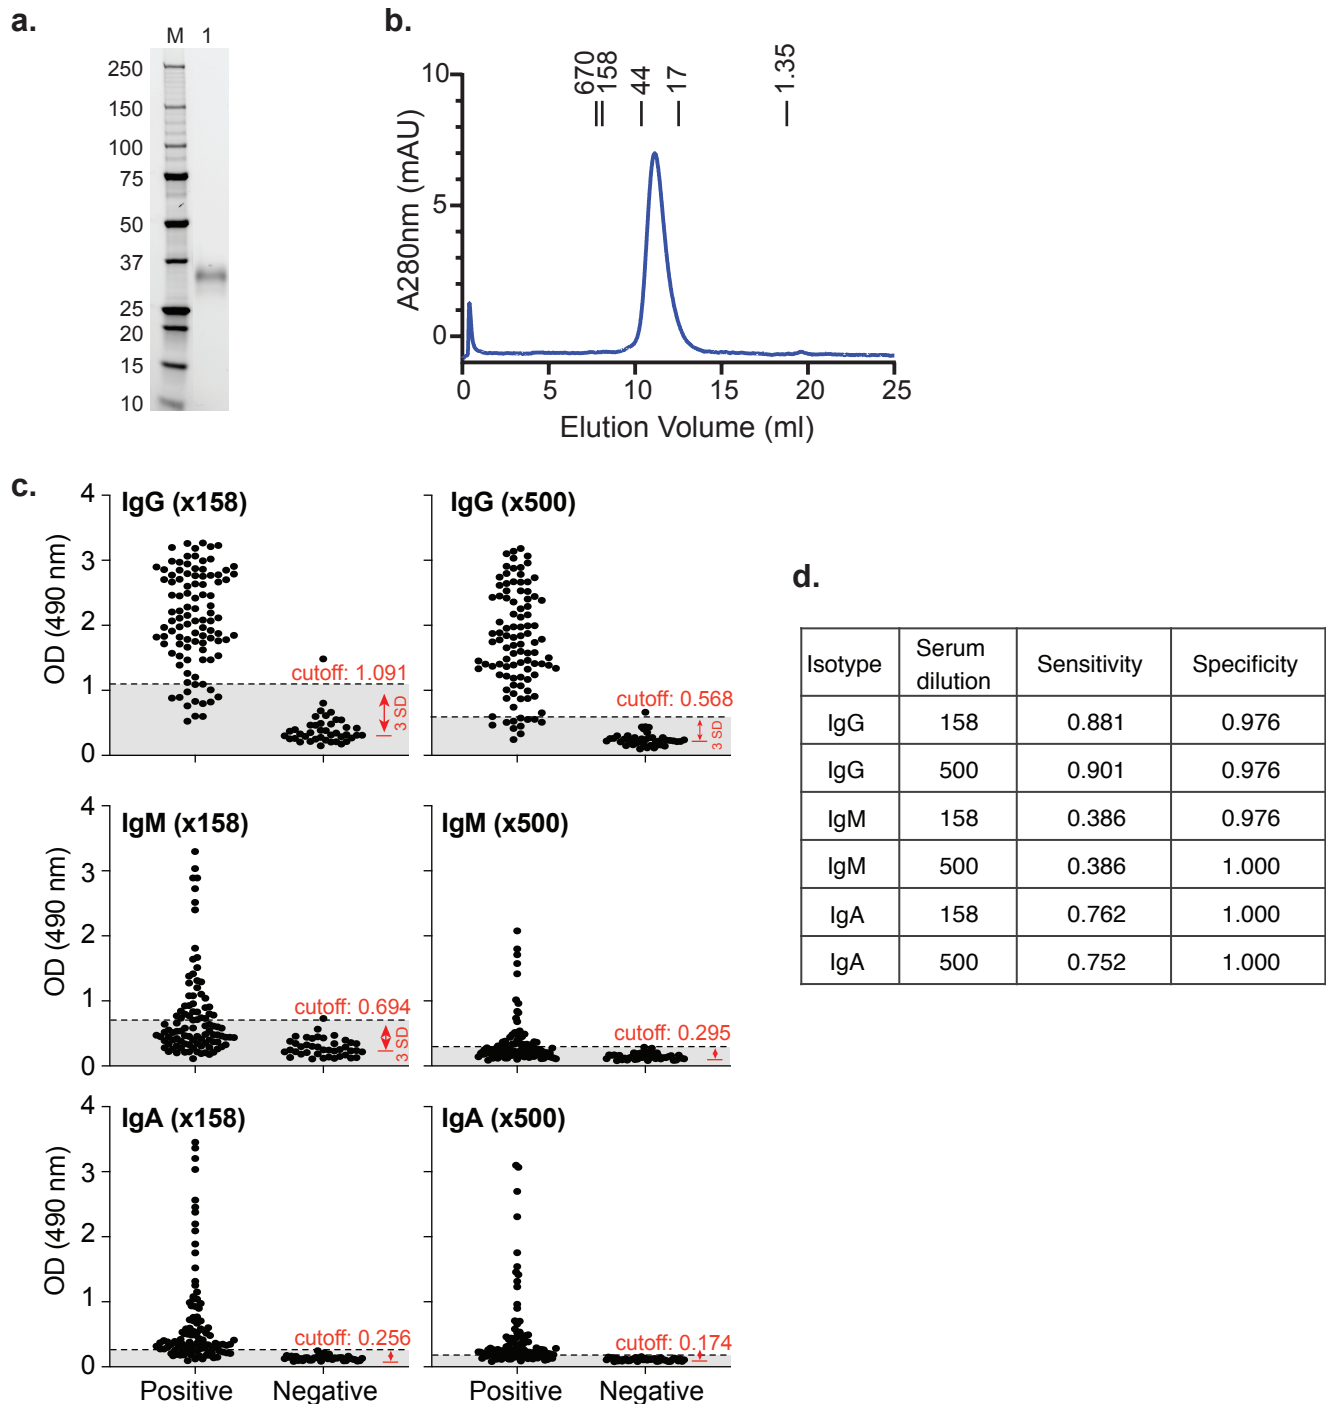 a.
M 1
250
150
100
75
50
37
25
20
15
10
b.
670
158
44
17
1.35
10
5
0
A280nm (mAU)
0 5 10 15 20 25
Elution Volume (ml)
c.
IgG (x158)
4
3
2
1
0
OD (490 nm)
cutoff: 1.091
3 SD
IgG (x500)
cutoff: 0.568
3 SD
IgM (x158)
4
3
2
1
0
OD (490 nm)
cutoff: 0.694
3 SD
IgM (x500)
cutoff: 0.295
IgA (x158)
4
3
2
1
0
OD (490 nm)
cutoff: 0.256
IgA (x500)
cutoff: 0.174
Positive Negative Positive Negative
d.
Isotype Serum dilution Sensitivity Specificity
IgG 158 0.881 0.976
IgG 500 0.901 0.976
IgM 158 0.386 0.976
IgM 500 0.386 1.000
IgA 158 0.762 1.000
IgA 500 0.752 1.000